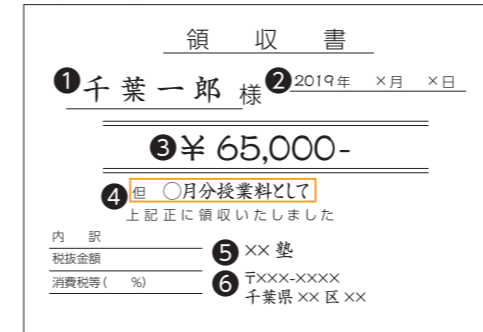 領 収 書
❶千葉一郎 様 ❷2019年 ×月 ×日
❸¥ 65,000-
❹但 ○月分授業料として
上記正に領収いたしました
内 訳
税抜金額
消費税等( %)
❺×× 塾
❻〒×××-××××
千葉県 ×× 区 ××